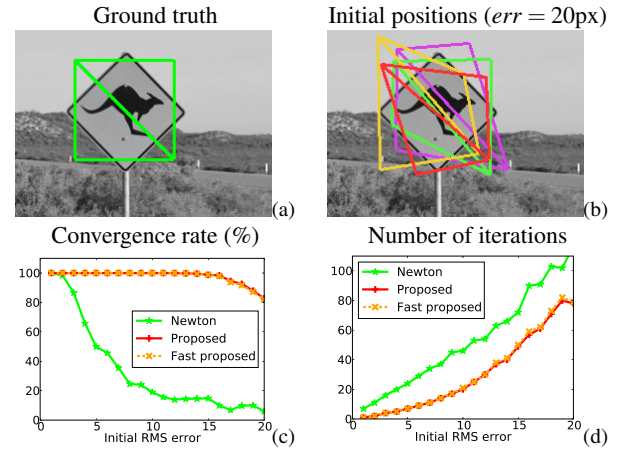 Ground truth
Initial positions (err = 20px)
(a)
(b)
Convergence rate (%)
100
80
60
40
20
0
Newton
Proposed
Fast proposed
0 5 10 15 20
Initial RMS error
(c)
Number of iterations
100
80
60
40
20
0
Newton
Proposed
Fast proposed
0 5 10 15 20
Initial RMS error
(d)